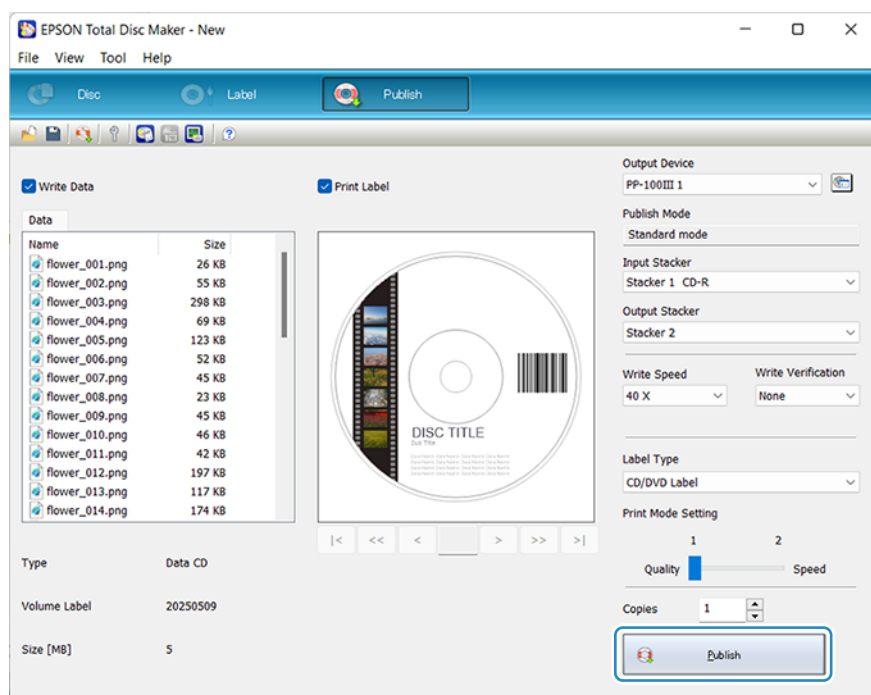 EPSON Total Disc Maker - New
File View Tool Help
Disc Label Publish
Write Data
Print Label
Data
Name Size
flower_001.png 26 KB
flower_002.png 55 KB
flower_003.png 298 KB
flower_004.png 69 KB
flower_005.png 123 KB
flower_006.png 52 KB
flower_007.png 45 KB
flower_008.png 23 KB
flower_009.png 45 KB
flower_010.png 46 KB
flower_011.png 42 KB
flower_012.png 197 KB
flower_013.png 117 KB
flower_014.png 174 KB
Type Data CD
Volume Label 20250509
Size [MB] 5
DISC TITLE
|< << < > >> >|
Output Device
PP-100III 1
Publish Mode
Standard mode
Input Stacker
Stacker 1 CD-R
Output Stacker
Stacker 2
Write Speed Write Verification
40 X None
Label Type
CD/DVD Label
Print Mode Setting
1 2
Quality Speed
Copies 1
Publish